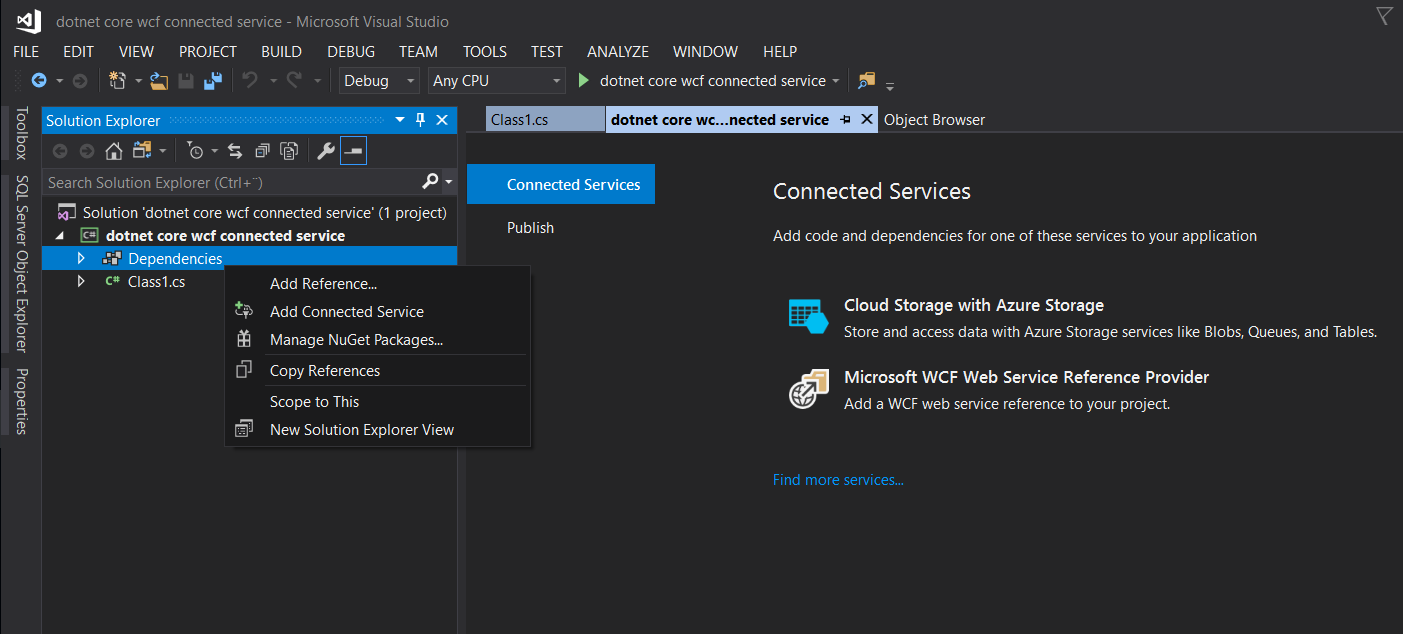 dotnet core wcf connected service - Microsoft Visual Studio
FILE EDIT VIEW PROJECT BUILD DEBUG TEAM TOOLS TEST ANALYZE WINDOW HELP
Debug Any CPU dotnet core wcf connected service
Toolbox
SQL Server Object Explorer
Properties
Solution Explorer
Search Solution Explorer (Ctrl+¨)
Solution 'dotnet core wcf connected service' (1 project)
C# dotnet core wcf connected service
Dependencies
C# Class1.cs
Add Reference...
Add Connected Service
Manage NuGet Packages...
Copy References
Scope to This
New Solution Explorer View
Class1.cs dotnet core wc...nected service Object Browser
Connected Services
Publish
Connected Services
Add code and dependencies for one of these services to your application
Cloud Storage with Azure Storage
Store and access data with Azure Storage services like Blobs, Queues, and Tables.
Microsoft WCF Web Service Reference Provider
Add a WCF web service reference to your project.
Find more services...